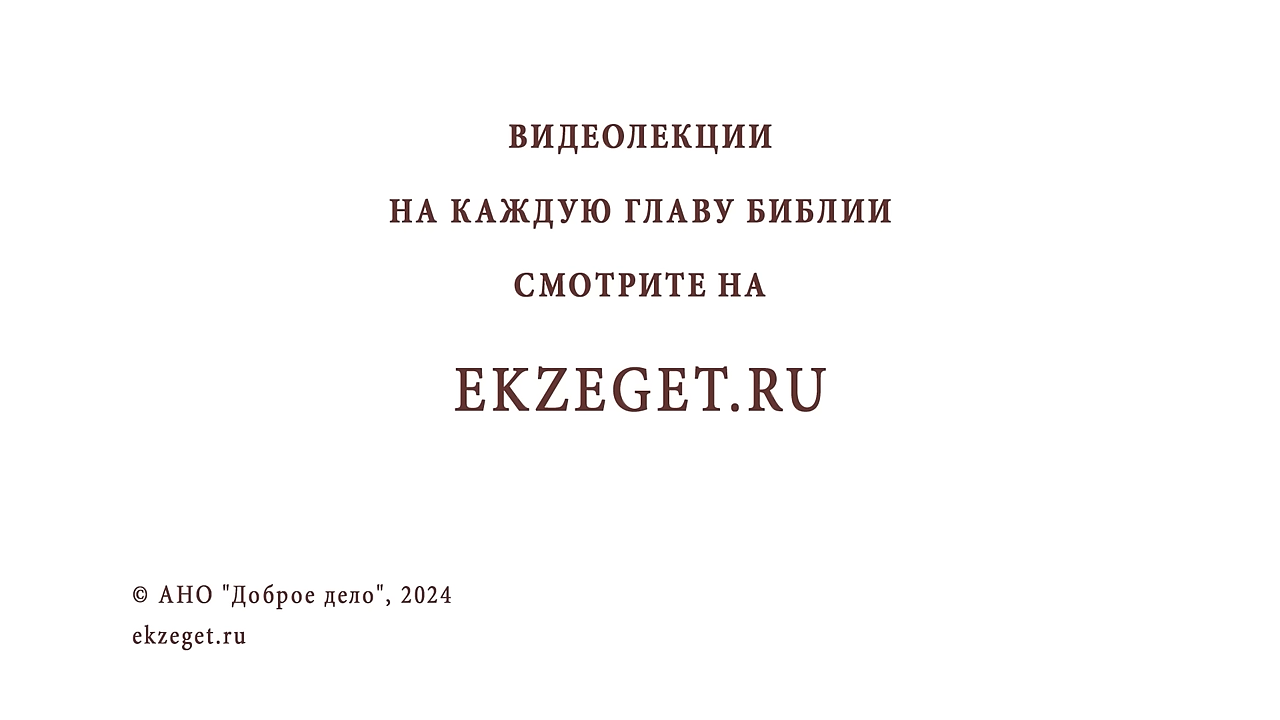 ВИДЕОЛЕКЦИИ
НА КАЖДУЮ ГЛАВУ БИБЛИИ
СМОТРИТЕ НА
EKZEGET.RU
© АНО "Доброе дело", 2024
ekzeget.ru